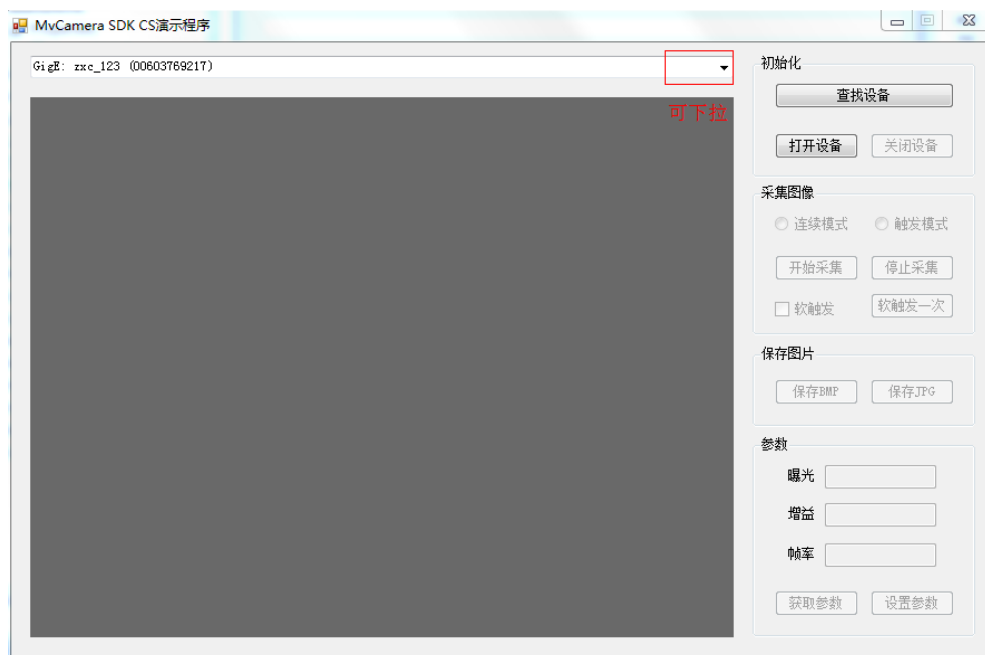 MvCamera SDK CS演示程序
GigE: zxc_123 (00603769217)
可下拉
初始化
查找设备
打开设备 关闭设备
采集图像
连续模式 触发模式
开始采集 停止采集
软触发 软触发一次
保存图片
保存BMP 保存JPG
参数
曝光
增益
帧率
获取参数 设置参数